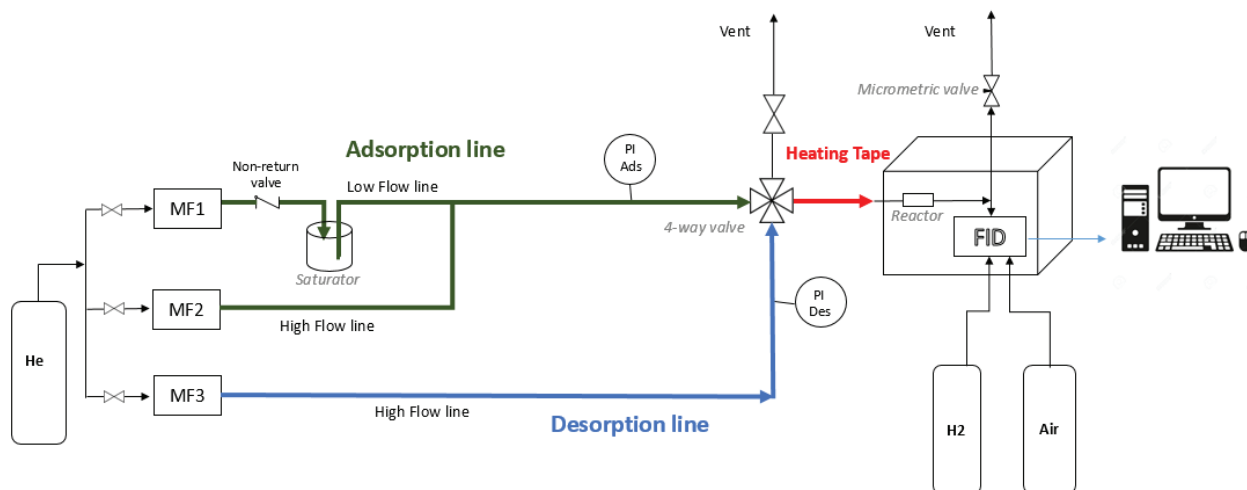 Vent
Vent
Micrometric valve
Adsorption line
PI
Ads
Heating Tape
Non-return
valve
Low Flow line
MF1
4-way valve
Reactor
FID
Saturator
MF2
High Flow line
PI
Des
He
MF3
High Flow line
Desorption line
H2
Air